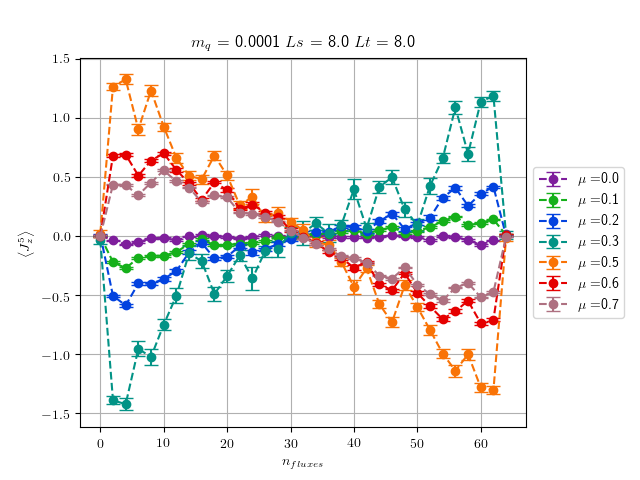 m_q = 0.0001 Ls = 8.0 Lt = 8.0
1.5
1.0
0.5
0.0
−0.5
−1.0
−1.5
⟨J_z^5⟩
0 10 20 30 40 50 60
n_{fluxes}
μ =0.0
μ =0.1
μ =0.2
μ =0.3
μ =0.5
μ =0.6
μ =0.7